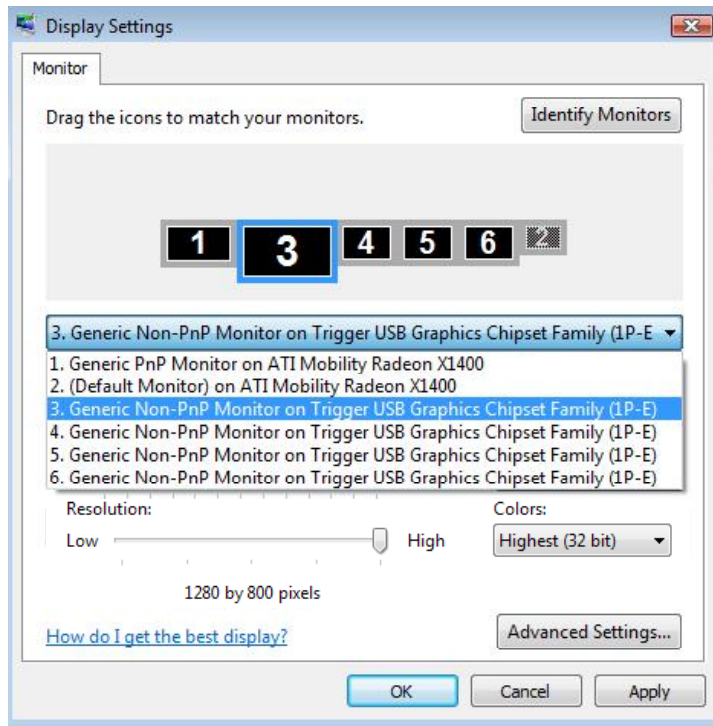 Display Settings
Monitor
Drag the icons to match your monitors.
Identify Monitors
1 3 4 5 6 2
3. Generic Non-PnP Monitor on Trigger USB Graphics Chipset Family (1P-E
1. Generic PnP Monitor on ATI Mobility Radeon X1400
2. (Default Monitor) on ATI Mobility Radeon X1400
3. Generic Non-PnP Monitor on Trigger USB Graphics Chipset Family (1P-E)
4. Generic Non-PnP Monitor on Trigger USB Graphics Chipset Family (1P-E)
5. Generic Non-PnP Monitor on Trigger USB Graphics Chipset Family (1P-E)
6. Generic Non-PnP Monitor on Trigger USB Graphics Chipset Family (1P-E)
Resolution:
Colors:
Low High
Highest (32 bit)
1280 by 800 pixels
How do I get the best display?
Advanced Settings...
OK
Cancel
Apply